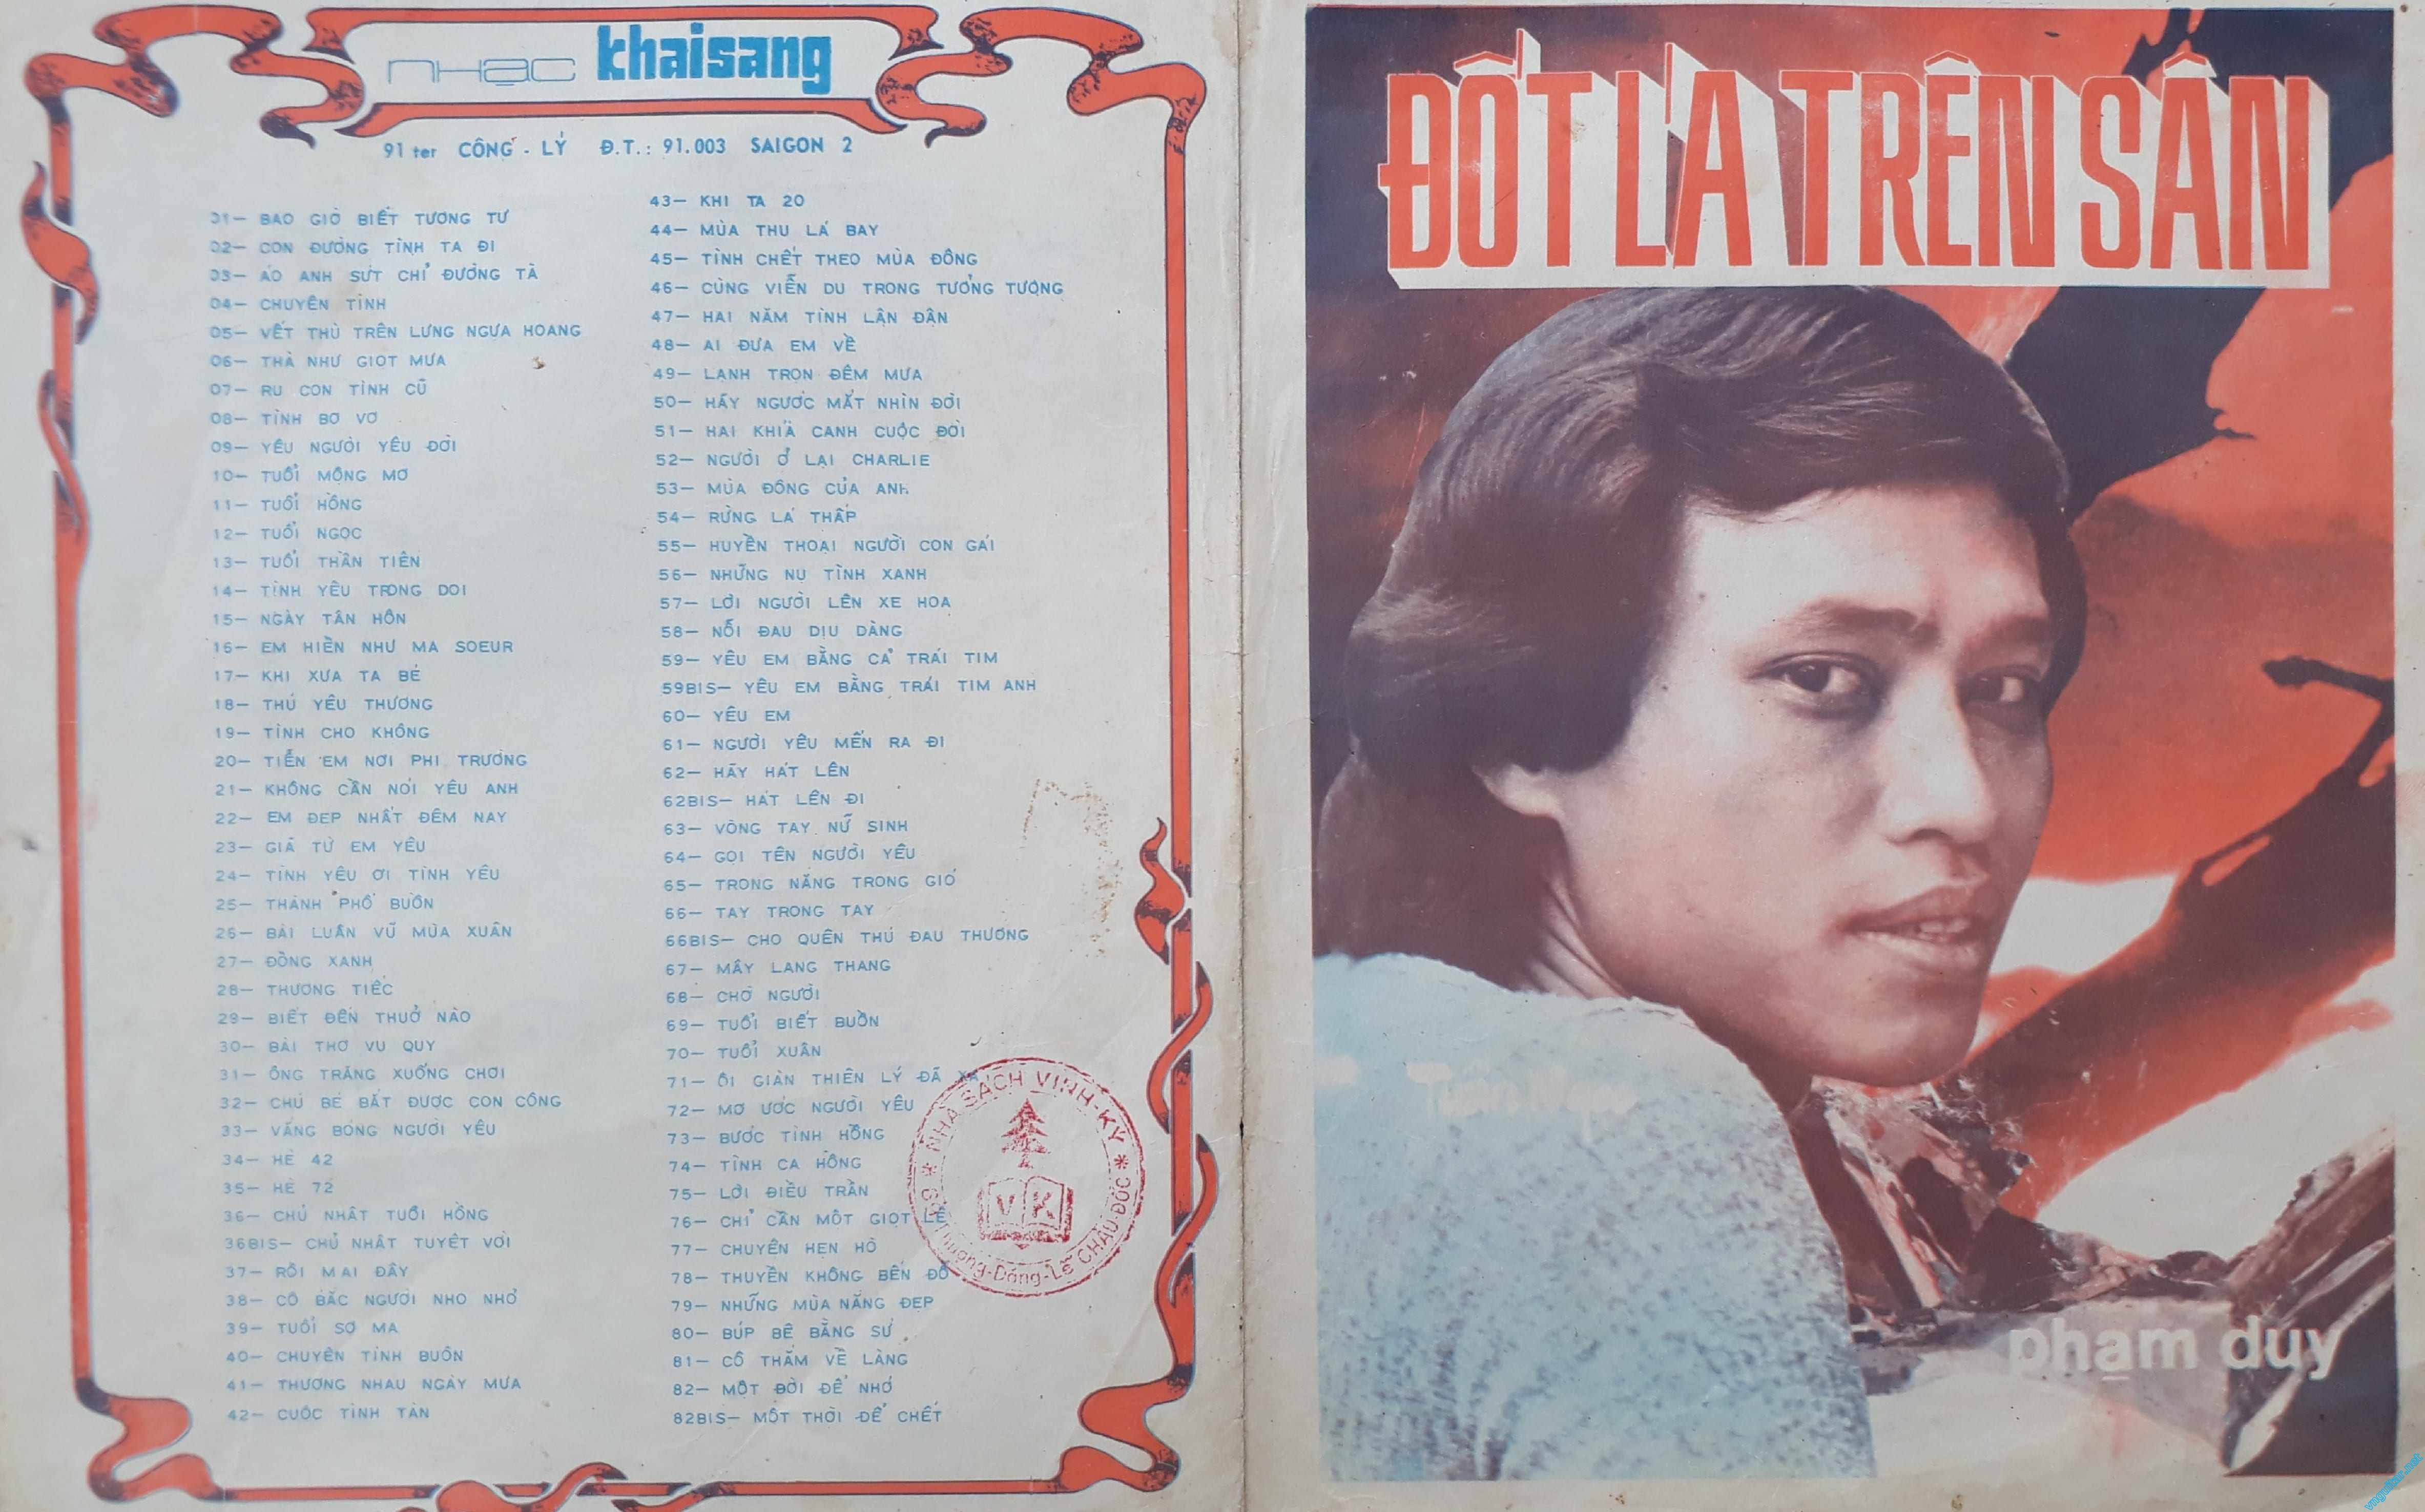 nhạc khaisang
91 ter CÔNG - LÝ Đ.T.: 91.003 SAIGON 2
01— BAO GIỜ BIẾT TƯƠNG TƯ
02— CON ĐƯỜNG TÌNH TA ĐI
03— ÁO ANH SỨT CHỈ ĐƯỜNG TÀ
04— CHUYỆN TÌNH
05— VẾT THÙ TRÊN LƯNG NGỰA HOANG
06— THÀ NHƯ GIỌT MƯA
07— RU CON TÌNH CŨ
08— TÌNH BƠ VƠ
09— YÊU NGƯỜI YÊU ĐỜI
10— TUỔI MỘNG MƠ
11— TUỔI HỒNG
12— TUỔI NGỌC
13— TUỔI THẦN TIÊN
14— TÌNH YÊU TRONG DOI
15— NGÀY TÂN HÔN
16— EM HIỀN NHƯ MA SOEUR
17— KHI XƯA TA BÉ
18— THÚ YÊU THƯƠNG
19— TÌNH CHO KHÔNG
20— TIỄN EM NƠI PHI TRƯỜNG
21— KHÔNG CẦN NÓI YÊU ANH
22— EM ĐẸP NHẤT ĐÊM NAY
23— GIÃ TỪ EM YÊU
24— TÌNH YÊU ƠI TÌNH YÊU
25— THÀNH PHỐ BUỒN
26— BÀI LUÂN VŨ MÙA XUÂN
27— ĐỒNG XANH
28— THƯƠNG TIẾC
29— BIẾT ĐẾN THUỞ NÀO
30— BÀI THƠ VU QUY
31— ÔNG TRĂNG XUỐNG CHƠI
32— CHÚ BÉ BẮT ĐƯỢC CON CÔNG
33— VẮNG BÓNG NGƯỜI YÊU
34— HÈ 42
35— HÈ 72
36— CHỦ NHẬT TUỔI HỒNG
36BIS— CHỦ NHẬT TUYỆT VỜI
37— RỒI MAI ĐÂY
38— CÔ BẮC NGƯỜI NHO NHỎ
39— TUỔI SỢ MA
40— CHUYỆN TÌNH BUỒN
41— THƯƠNG NHAU NGÀY MƯA
42— CUỘC TÌNH TÀN
43— KHI TA 20
44— MÙA THU LÁ BAY
45— TÌNH CHẾT THEO MÙA ĐÔNG
46— CÙNG VIỄN DU TRONG TƯỞNG TƯỢNG
47— HAI NĂM TÌNH LẬN ĐẬN
48— AI ĐƯA EM VỀ
49— LẠNH TRỌN ĐÊM MƯA
50— HÃY NGƯỚC MẮT NHÌN ĐỜI
51— HAI KHIÁ CẠNH CUỘC ĐỜI
52— NGƯỜI Ở LẠI CHARLIE
53— MÙA ĐÔNG CỦA ANH
54— RỪNG LÁ THẤP
55— HUYỀN THOẠI NGƯỜI CON GÁI
56— NHỮNG NỤ TÌNH XANH
57— LỜI NGƯỜI LÊN XE HOA
58— NỖI ĐAU DỊU DÀNG
59— YÊU EM BẰNG CẢ TRÁI TIM
59BIS— YÊU EM BẰNG TRÁI TIM ANH
60— YÊU EM
61— NGƯỜI YÊU MẾN RA ĐI
62— HÃY HÁT LÊN
62BIS— HÁT LÊN ĐI
63— VÒNG TAY NỮ SINH
64— GỌI TÊN NGƯỜI YÊU
65— TRONG NẮNG TRONG GIÓ
66— TAY TRONG TAY
66BIS— CHO QUÊN THÚ ĐAU THƯƠNG
67— MÂY LANG THANG
68— CHỜ NGƯỜI
69— TUỔI BIẾT BUỒN
70— TUỔI XUÂN
71— ÔI GIÀN THIÊN LÝ ĐÃ XA
72— MƠ ƯỚC NGƯỜI YÊU
73— BƯỚC TÌNH HỒNG
74— TÌNH CA HỒNG
75— LỜI ĐIỀU TRẦN
76— CHỈ CẦN MỘT GIỌT LỆ
77— CHUYỆN HẸN HÒ
78— THUYỀN KHÔNG BẾN ĐỖ
79— NHỮNG MÙA NẮNG ĐẸP
80— BÚP BÊ BẰNG SỨ
81— CÔ THẮM VỀ LÀNG
82— MỘT ĐỜI ĐỂ NHỚ
82BIS— MỘT THỜI ĐỂ CHẾT
* NHÀ SÁCH VINH-KÝ *
VK
Thượng-Đăng-Lễ CHÂU-ĐỐC
ĐỐT LÁ TRÊN SÂN
phạm duy